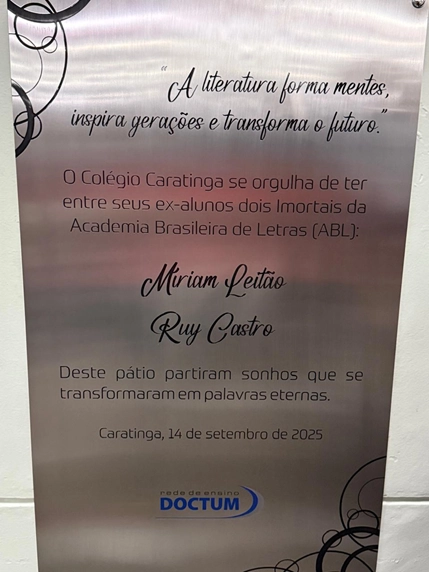 "A literatura forma mentes,
inspira gerações e transforma o futuro."
O Colégio Caratinga se orgulha de ter
entre seus ex-alunos dois Imortais da
Academia Brasileira de Letras (ABL):
Míriam Leitão
Ruy Castro
Deste pátio partiram sonhos que se
transformaram em palavras eternas.
Caratinga, 14 de setembro de 2025
rede de ensino
DOCTUM